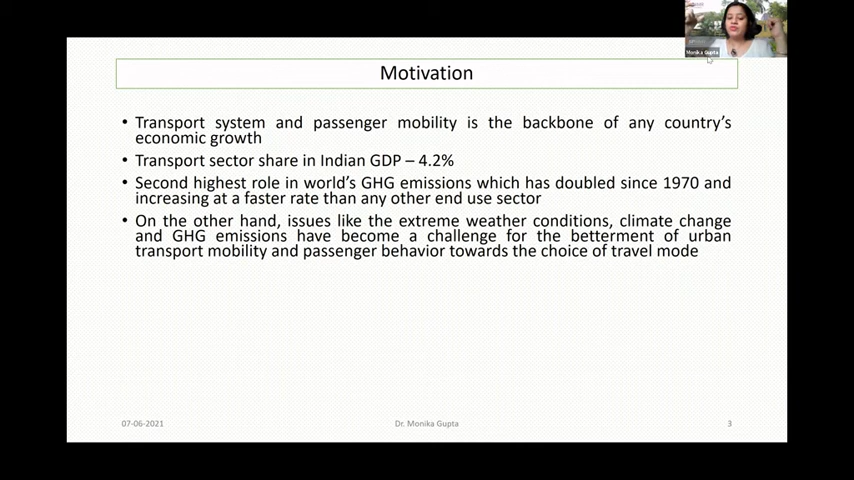 Monika Gupta
Motivation
• Transport system and passenger mobility is the backbone of any country's
economic growth
• Transport sector share in Indian GDP – 4.2%
• Second highest role in world's GHG emissions which has doubled since 1970 and
increasing at a faster rate than any other end use sector
• On the other hand, issues like the extreme weather conditions, climate change
and GHG emissions have become a challenge for the betterment of urban
transport mobility and passenger behavior towards the choice of travel mode
07-06-2021
Dr. Monika Gupta
3